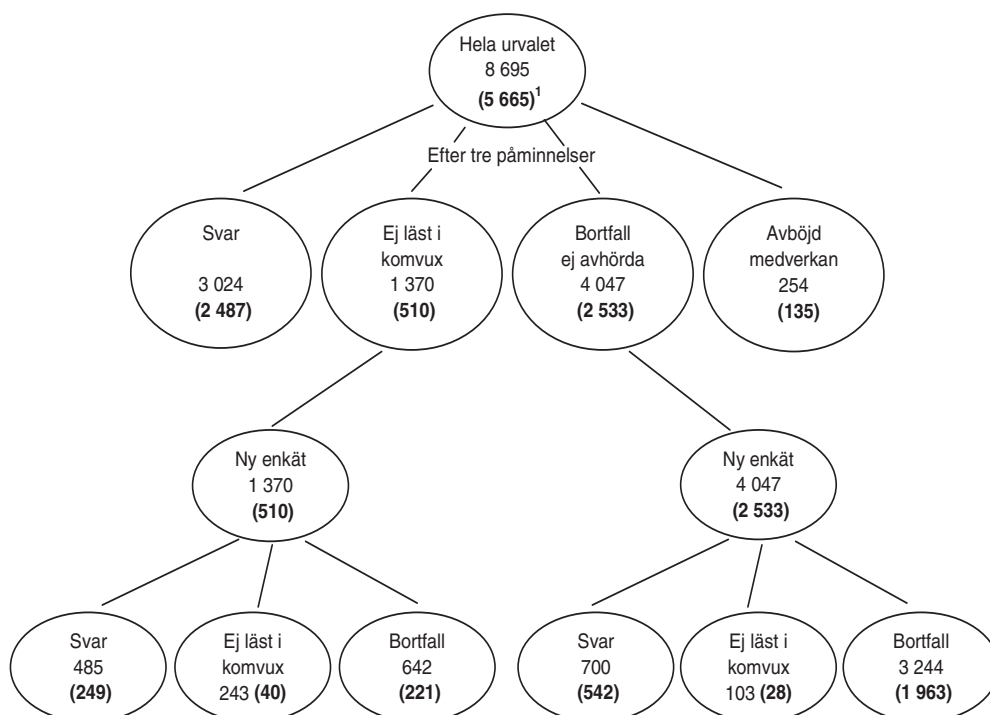 Hela urvalet
8 695
(5 665)¹
Efter tre påminnelser
Svar
3 024
(2 487)
Ej läst i
komvux
1 370
(510)
Bortfall
ej avhörda
4 047
(2 533)
Avböjd
medverkan
254
(135)
Ny enkät
1 370
(510)
Ny enkät
4 047
(2 533)
Svar
485
(249)
Ej läst i
komvux
243 (40)
Bortfall
642
(221)
Svar
700
(542)
Ej läst i
komvux
103 (28)
Bortfall
3 244
(1 963)